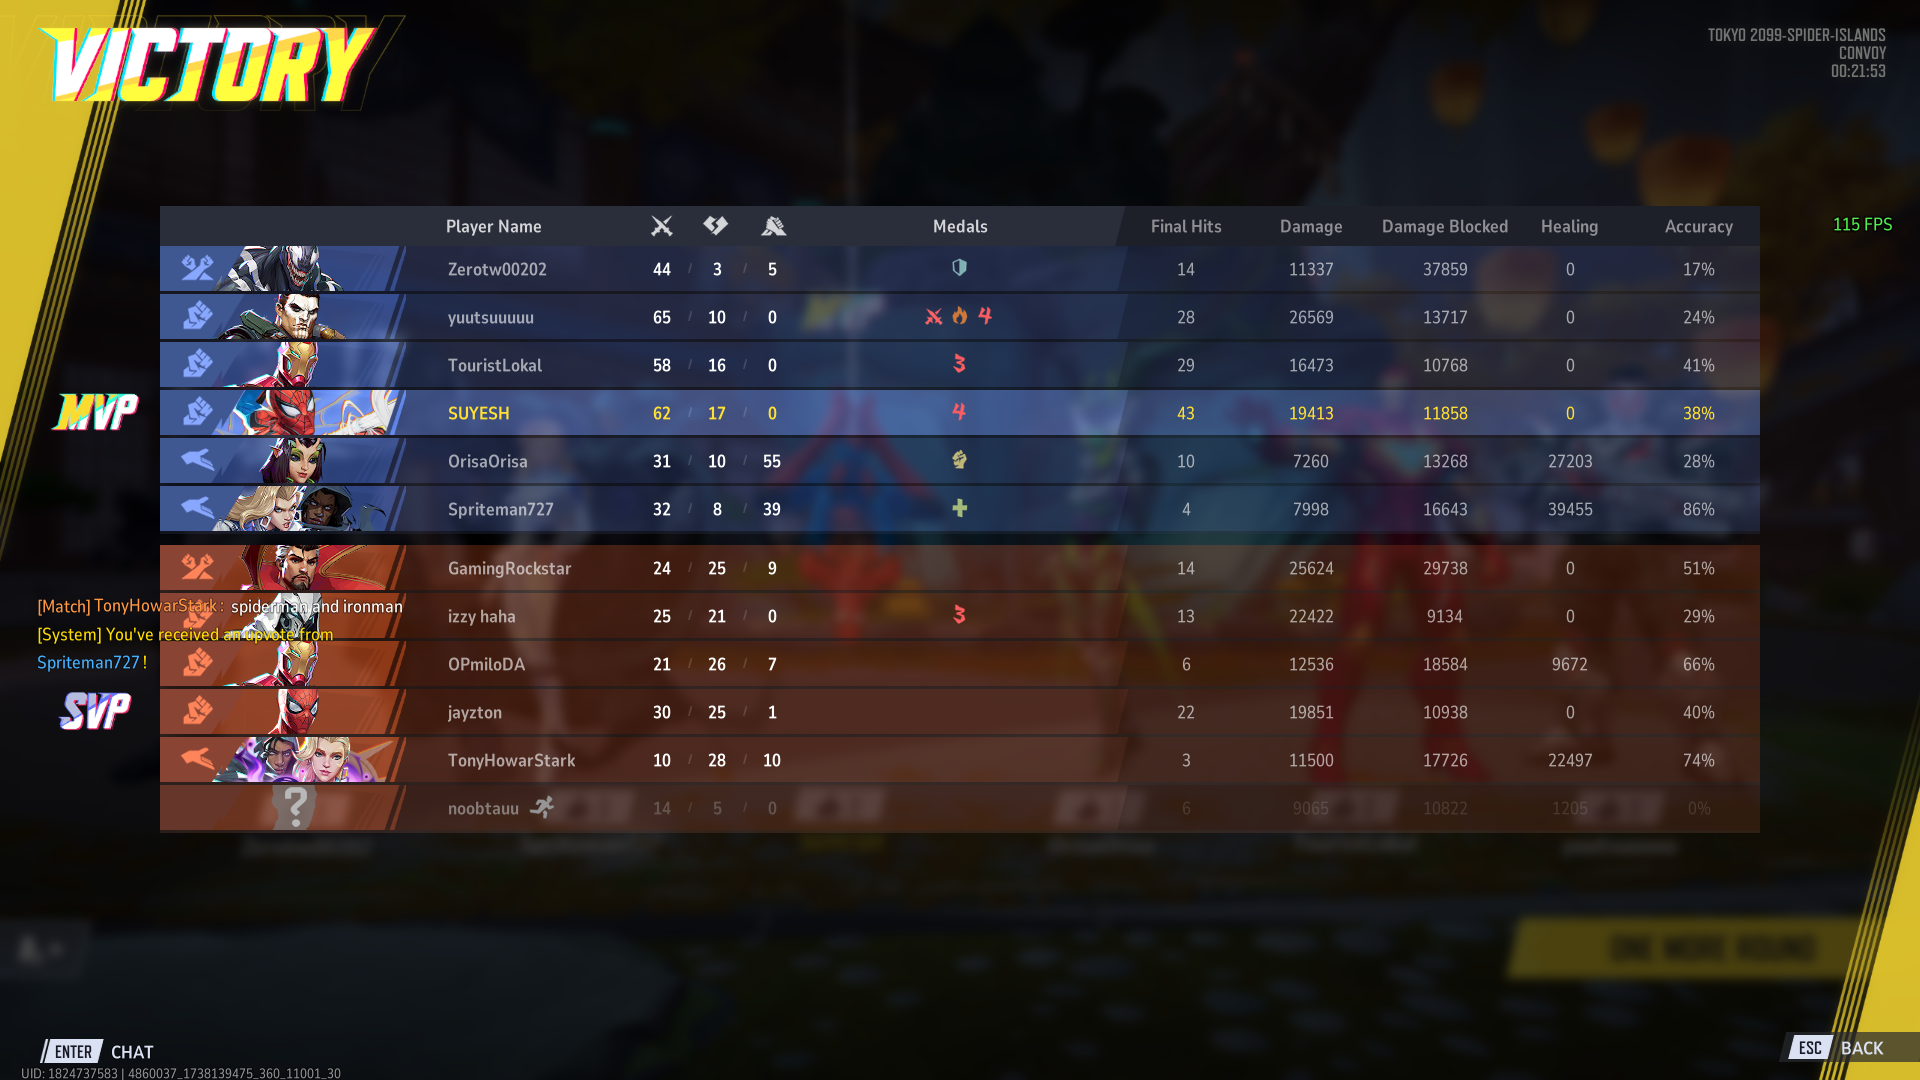 VICTORY
TOKYO 2099-SPIDER-ISLANDS
CONVOY
00:21:53
115 FPS
Player Name Medals Final Hits Damage Damage Blocked Healing Accuracy
Zerotw00202 44 / 3 / 5 14 11337 37859 0 17%
yuutsuuuuu 65 / 10 / 0 4 28 26569 13717 0 24%
TouristLokal 58 / 16 / 0 3 29 16473 10768 0 41%
MVP SUYESH 62 / 17 / 0 4 43 19413 11858 0 38%
OrisaOrisa 31 / 10 / 55 10 7260 13268 27203 28%
Spriteman727 32 / 8 / 39 4 7998 16643 39455 86%
GamingRockstar 24 / 25 / 9 14 25624 29738 0 51%
izzy haha 25 / 21 / 0 3 13 22422 9134 0 29%
OPmiloDA 21 / 26 / 7 6 12536 18584 9672 66%
SVP jayzton 30 / 25 / 1 22 19851 10938 0 40%
TonyHowarStark 10 / 28 / 10 3 11500 17726 22497 74%
? noobtauu 14 / 5 / 0 6 9065 10822 1205 0%
[Match] TonyHowarStark : spiderman and ironman
[System] You've received an upvote from
Spriteman727 !
ONE MORE ROUND
ENTER CHAT
ESC BACK
UID: 1824737583 | 4860037_1738139475_360_11001_30